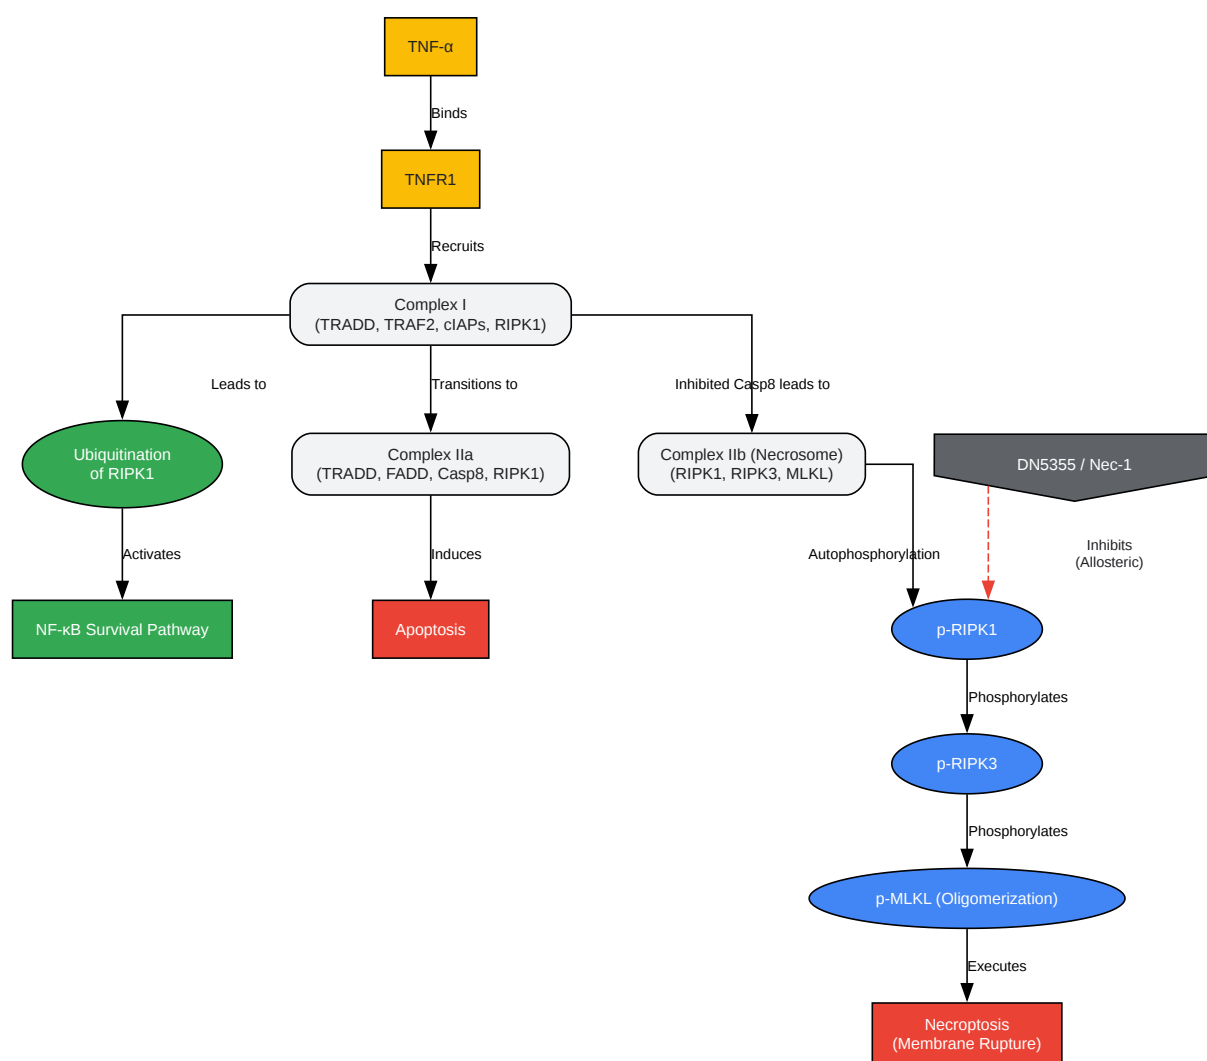 TNF-α
Binds
TNFR1
Recruits
Complex I
(TRADD, TRAF2, cIAPs, RIPK1)
Leads to
Transitions to
Inhibited Casp8 leads to
Ubiquitination
of RIPK1
Complex IIa
(TRADD, FADD, Casp8, RIPK1)
Complex IIb (Necrosome)
(RIPK1, RIPK3, MLKL)
DN5355 / Nec-1
Activates
Induces
Autophosphorylation
Inhibits
(Allosteric)
NF-κB Survival Pathway
Apoptosis
p-RIPK1
Phosphorylates
p-RIPK3
Phosphorylates
p-MLKL (Oligomerization)
Executes
Necroptosis
(Membrane Rupture)